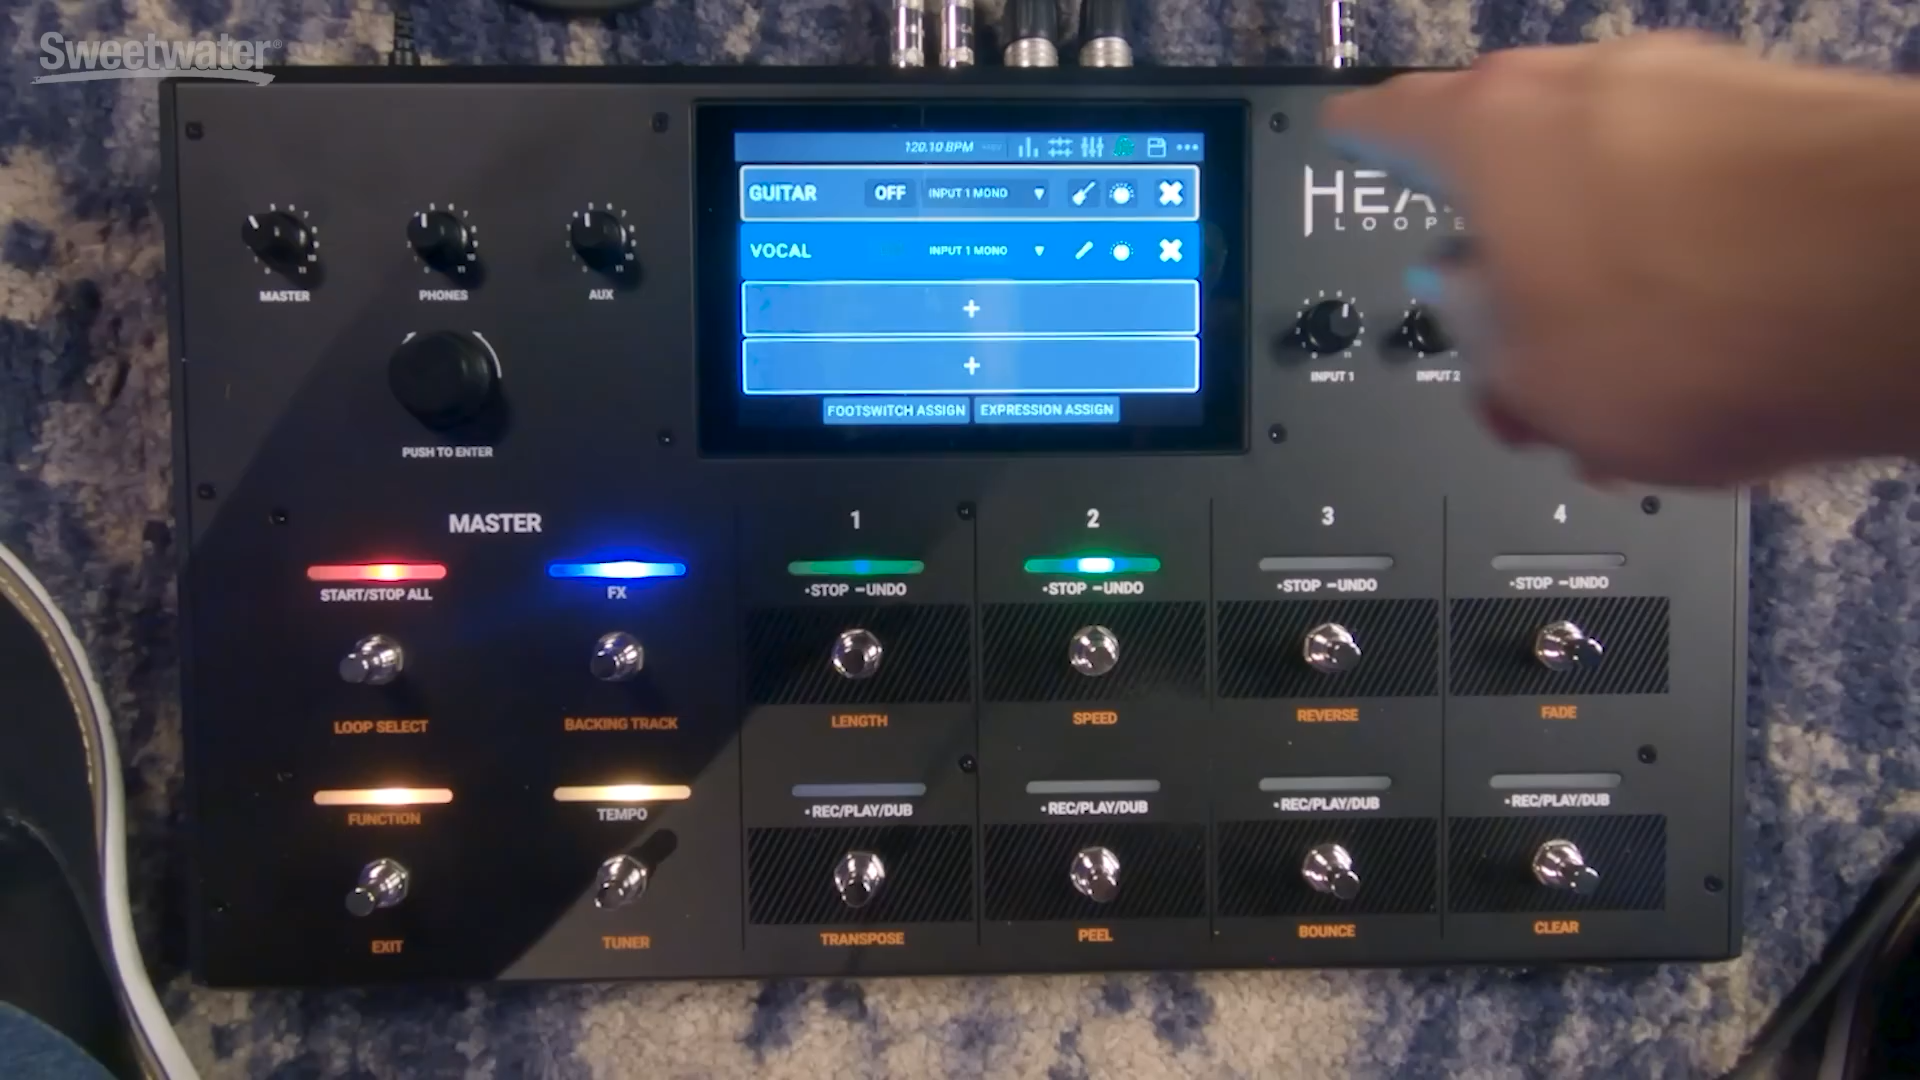 Sweetwater
120.10 BPM
GUITAR OFF INPUT 1 MONO
VOCAL INPUT 1 MONO
+
+
FOOTSWITCH ASSIGN EXPRESSION ASSIGN
LOOPE
MASTER PHONES AUX
INPUT 1 INPUT 2
PUSH TO ENTER
MASTER 1 2 3 4
START/STOP ALL FX •STOP –UNDO •STOP –UNDO •STOP –UNDO •STOP –UNDO
LOOP SELECT BACKING TRACK LENGTH SPEED REVERSE FADE
FUNCTION TEMPO •REC/PLAY/DUB •REC/PLAY/DUB •REC/PLAY/DUB •REC/PLAY/DUB
EXIT TUNER TRANSPOSE PEEL BOUNCE CLEAR